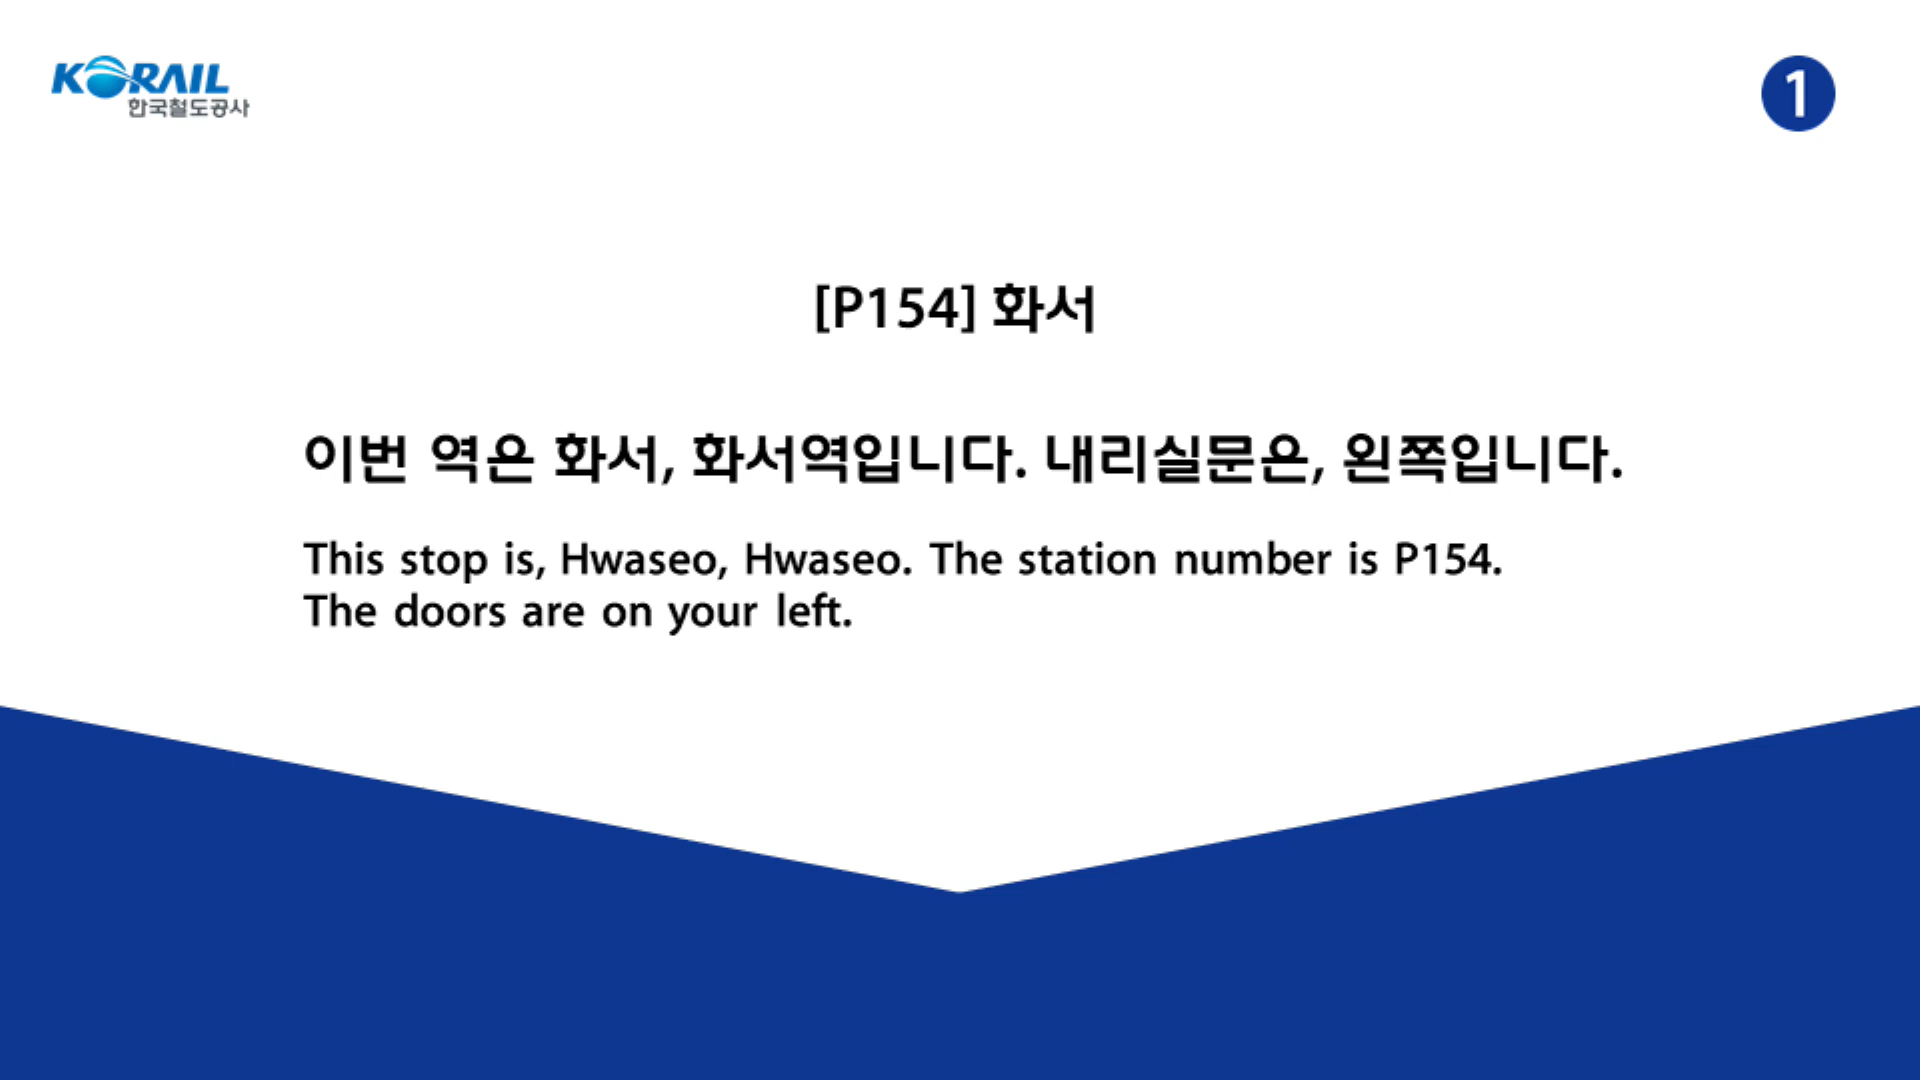 KORAIL
한국철도공사
1
[P154] 화서
이번 역은 화서, 화서역입니다. 내리실문은, 왼쪽입니다.
This stop is, Hwaseo, Hwaseo. The station number is P154.
The doors are on your left.